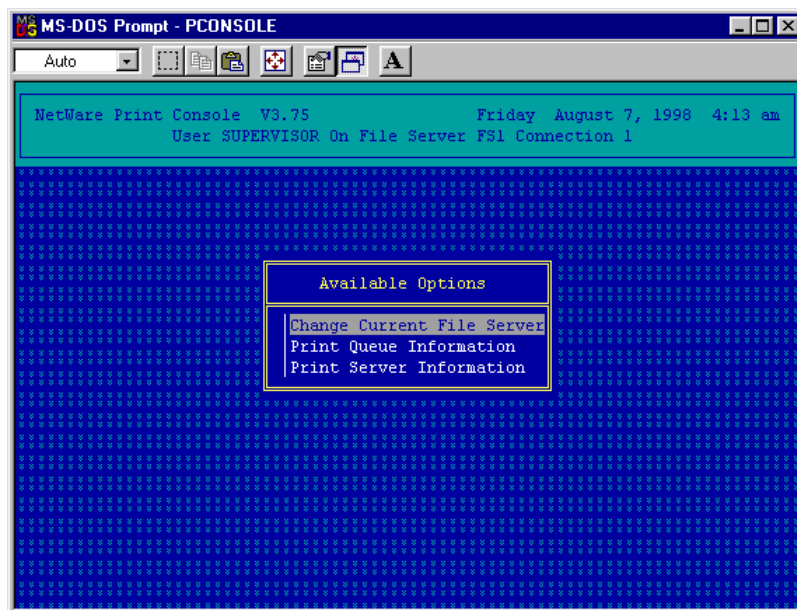 MS-DOS Prompt - PCONSOLE
Auto
A
NetWare Print Console V3.75 Friday August 7, 1998 4:13 am
User SUPERVISOR On File Server FS1 Connection 1
Available Options
Change Current File Server
Print Queue Information
Print Server Information